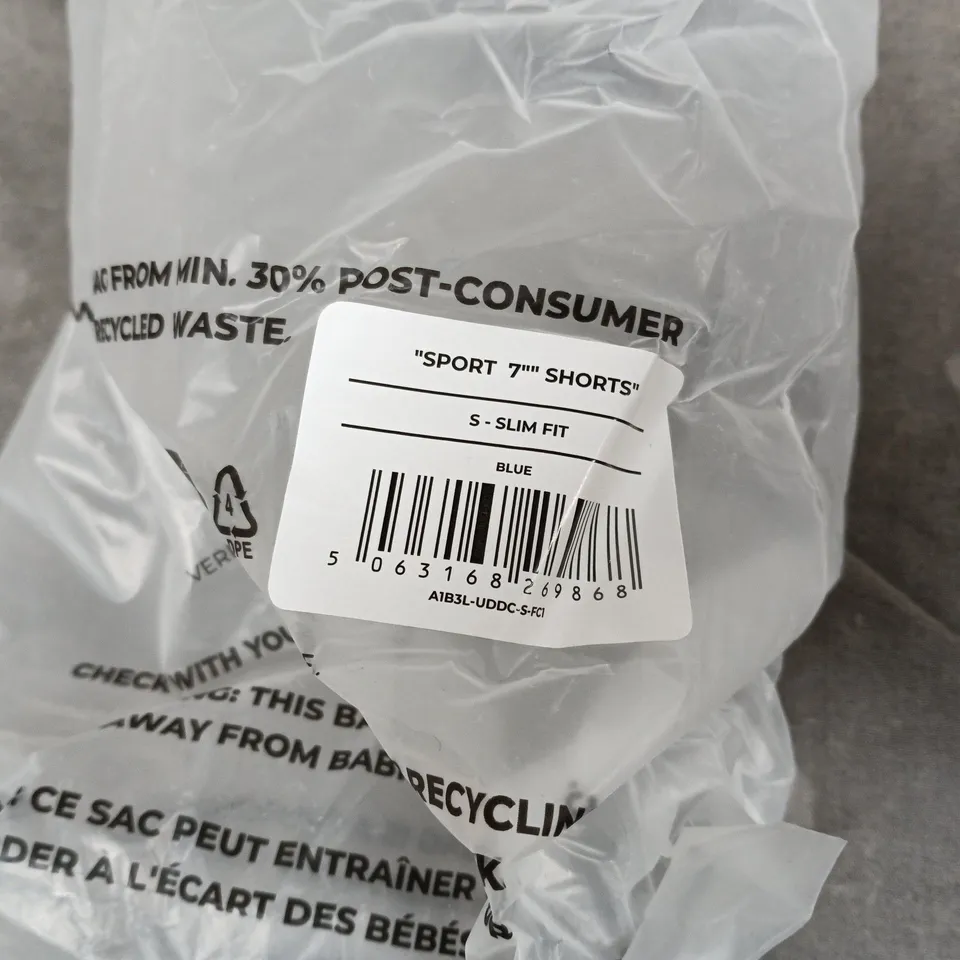 FROM MIN. 30% POST-CONSUMER
RECYCLED WASTE.
"SPORT 7"" SHORTS"
S - SLIM FIT
BLUE
5 063168 269868
A1B3L-UDDC-S-FC1
4
CHECK WITH YOU
THIS BA
AWAY FROM BAB
RECYCLIN
CE SAC PEUT ENTRAÎNER
DER À L'ÉCART DES BÉBÉS